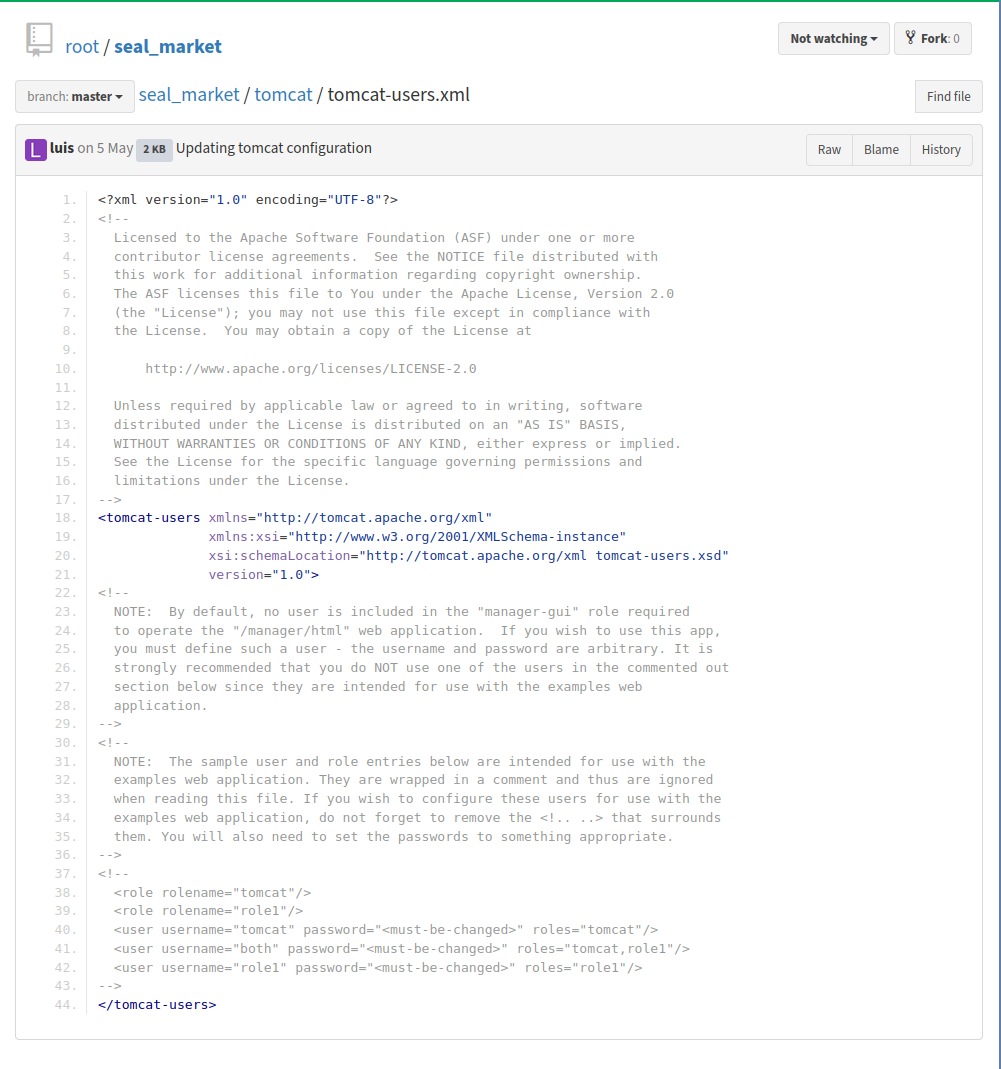 root / seal_market
Not watching
Fork: 0
branch: master
seal_market / tomcat / tomcat-users.xml
Find file
L luis on 5 May 2 KB Updating tomcat configuration
Raw Blame History
1. <?xml version="1.0" encoding="UTF-8"?>
2. <!--
3.   Licensed to the Apache Software Foundation (ASF) under one or more
4.   contributor license agreements.  See the NOTICE file distributed with
5.   this work for additional information regarding copyright ownership.
6.   The ASF licenses this file to You under the Apache License, Version 2.0
7.   (the "License"); you may not use this file except in compliance with
8.   the License.  You may obtain a copy of the License at
9.
10.       http://www.apache.org/licenses/LICENSE-2.0
11.
12.   Unless required by applicable law or agreed to in writing, software
13.   distributed under the License is distributed on an "AS IS" BASIS,
14.   WITHOUT WARRANTIES OR CONDITIONS OF ANY KIND, either express or implied.
15.   See the License for the specific language governing permissions and
16.   limitations under the License.
17. -->
18. <tomcat-users xmlns="http://tomcat.apache.org/xml"
19.               xmlns:xsi="http://www.w3.org/2001/XMLSchema-instance"
20.               xsi:schemaLocation="http://tomcat.apache.org/xml tomcat-users.xsd"
21.               version="1.0">
22. <!--
23.   NOTE:  By default, no user is included in the "manager-gui" role required
24.   to operate the "/manager/html" web application.  If you wish to use this app,
25.   you must define such a user - the username and password are arbitrary. It is
26.   strongly recommended that you do NOT use one of the users in the commented out
27.   section below since they are intended for use with the examples web
28.   application.
29. -->
30. <!--
31.   NOTE:  The sample user and role entries below are intended for use with the
32.   examples web application. They are wrapped in a comment and thus are ignored
33.   when reading this file. If you wish to configure these users for use with the
34.   examples web application, do not forget to remove the <!.. ..> that surrounds
35.   them. You will also need to set the passwords to something appropriate.
36. -->
37. <!--
38.   <role rolename="tomcat"/>
39.   <role rolename="role1"/>
40.   <user username="tomcat" password="<must-be-changed>" roles="tomcat"/>
41.   <user username="both" password="<must-be-changed>" roles="tomcat,role1"/>
42.   <user username="role1" password="<must-be-changed>" roles="role1"/>
43. -->
44. </tomcat-users>